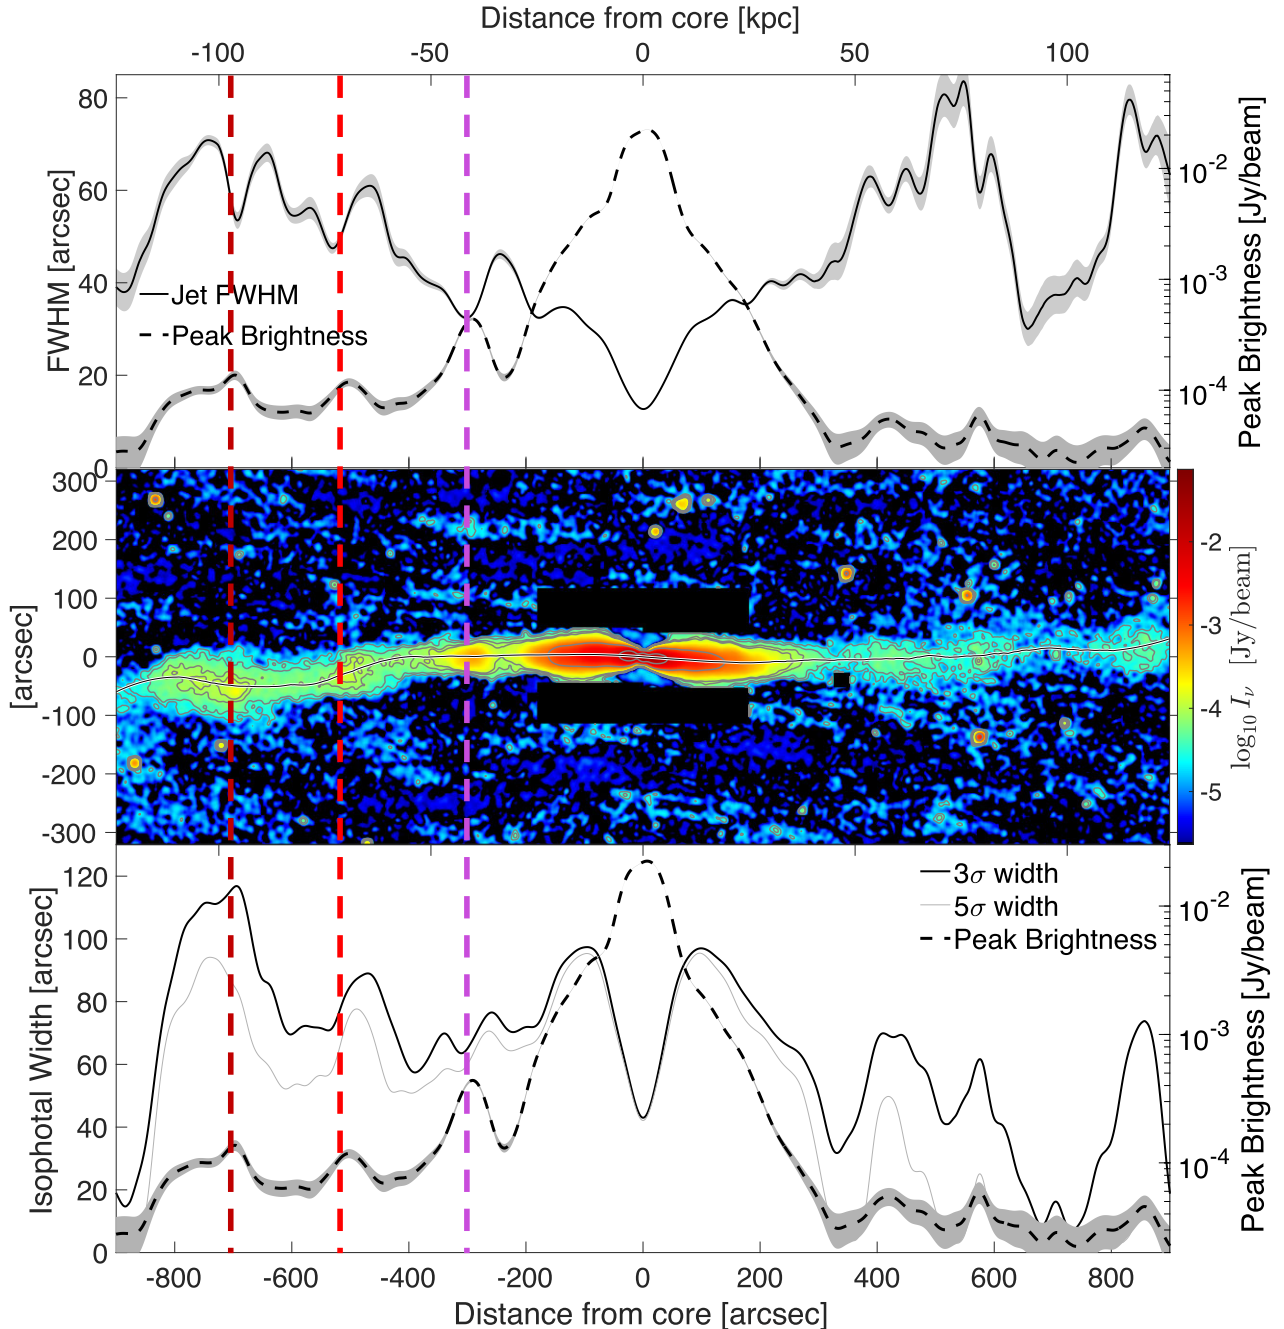 Distance from core [kpc]
-100 -50 0 50 100
80
60
40
20
0
FWHM [arcsec]
Jet FWHM
Peak Brightness
10-2
10-3
10-4
Peak Brightness [Jy/beam]
300
200
100
0
-100
-200
-300
[arcsec]
-2
-3
-4
-5
log10 Iν [Jy/beam]
120
100
80
60
40
20
0
Isophotal Width [arcsec]
3σ width
5σ width
Peak Brightness
10-2
10-3
10-4
Peak Brightness [Jy/beam]
-800 -600 -400 -200 0 200 400 600 800
Distance from core [arcsec]